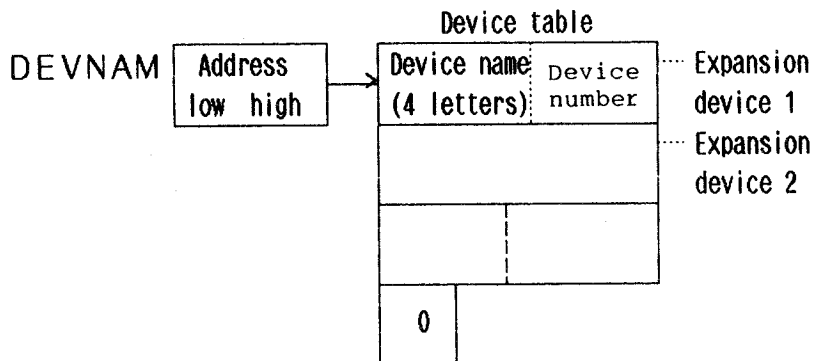 Device table
DEVNAM
Address
low high
Device name
(4 letters)
Device
number
Expansion
device 1
Expansion
device 2
0